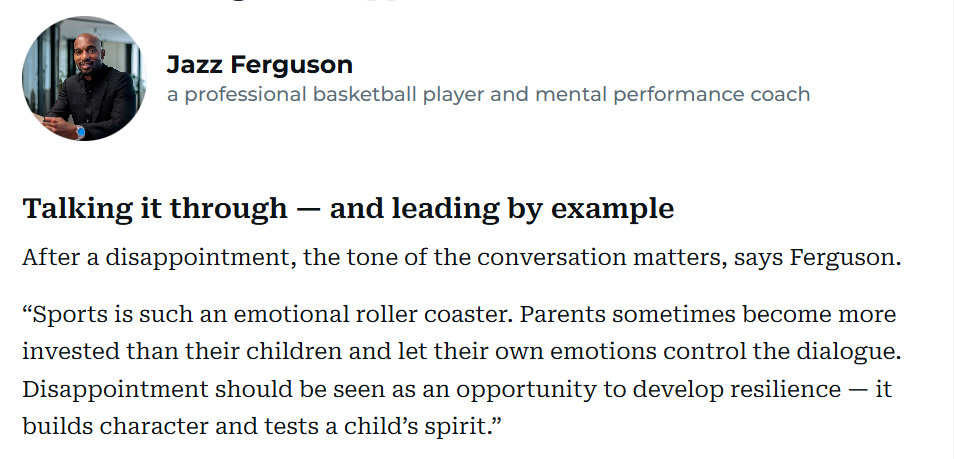 Jazz Ferguson
a professional basketball player and mental performance coach
Talking it through — and leading by example
After a disappointment, the tone of the conversation matters, says Ferguson.
“Sports is such an emotional roller coaster. Parents sometimes become more
invested than their children and let their own emotions control the dialogue.
Disappointment should be seen as an opportunity to develop resilience — it
builds character and tests a child’s spirit.”